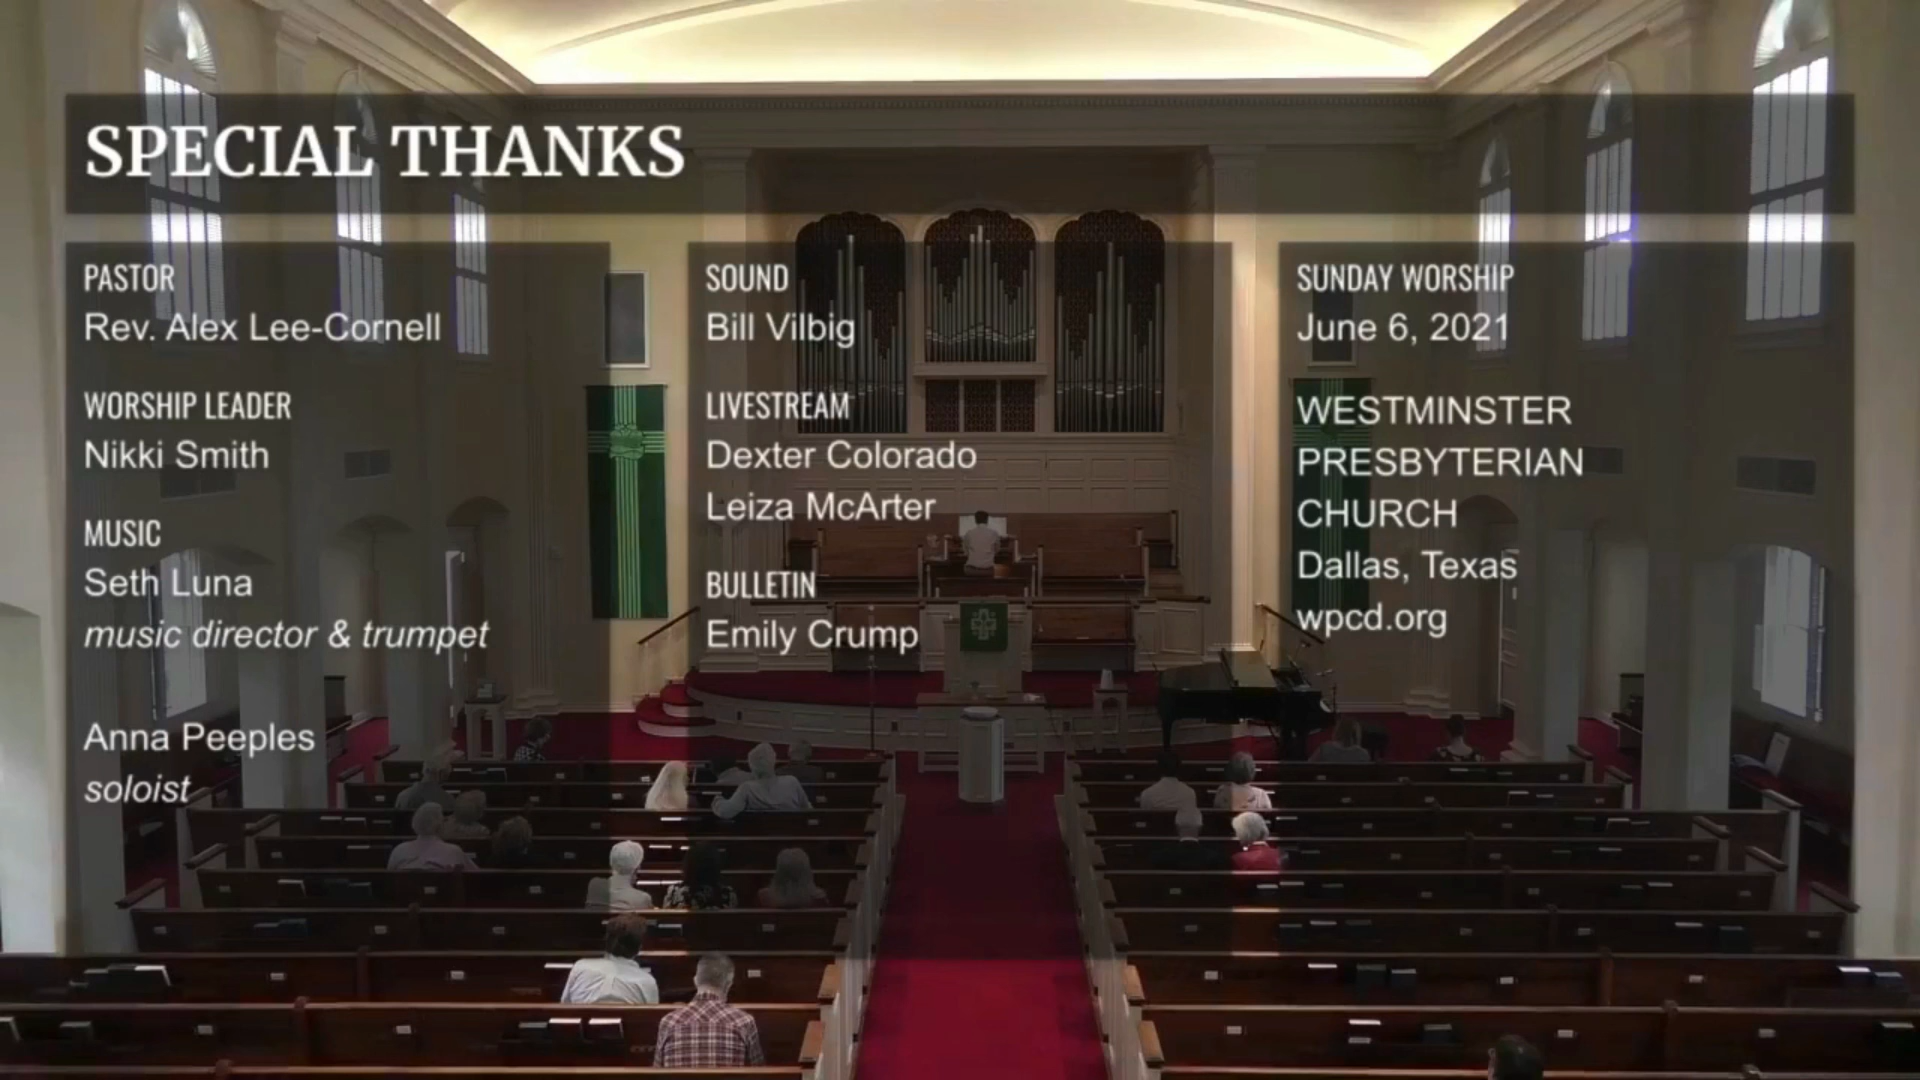 SPECIAL THANKS
PASTOR
Rev. Alex Lee-Cornell
WORSHIP LEADER
Nikki Smith
MUSIC
Seth Luna
music director & trumpet
Anna Peeples
soloist
SOUND
Bill Vilbig
LIVESTREAM
Dexter Colorado
Leiza McArter
BULLETIN
Emily Crump
SUNDAY WORSHIP
June 6, 2021
WESTMINSTER
PRESBYTERIAN
CHURCH
Dallas, Texas
wpcd.org